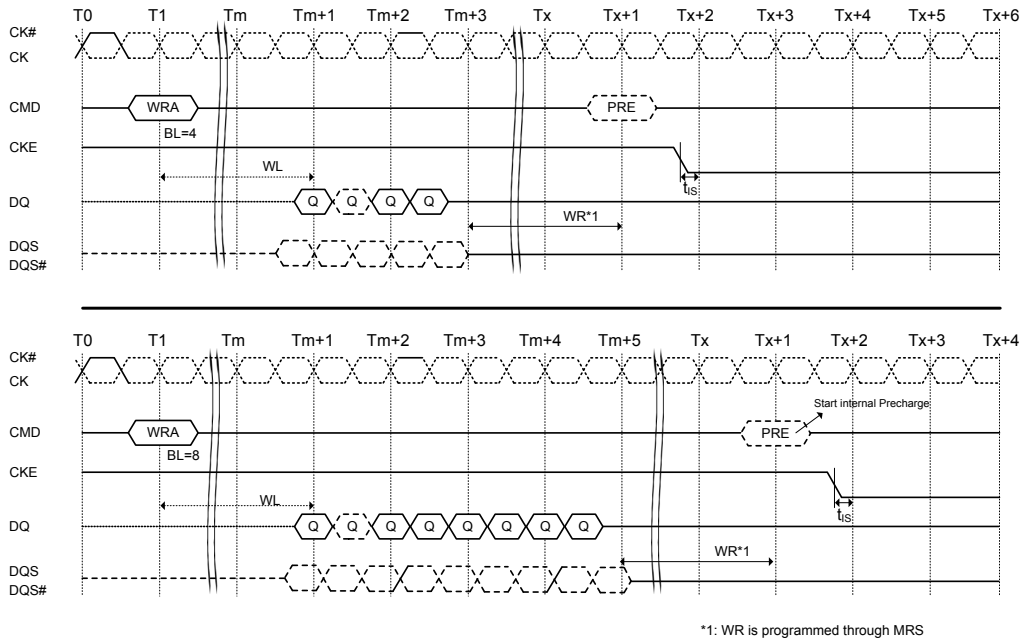 T0 T1 Tm Tm+1 Tm+2 Tm+3 Tx Tx+1 Tx+2 Tx+3 Tx+4 Tx+5 Tx+6
CK#
CK
CMD WRA PRE
BL=4
CKE
WL
tIS
DQ Q Q Q Q
WR*1
DQS
DQS#
T0 T1 Tm Tm+1 Tm+2 Tm+3 Tm+4 Tm+5 Tx Tx+1 Tx+2 Tx+3 Tx+4
CK#
CK
Start internal Precharge
CMD WRA PRE
BL=8
CKE
WL
tIS
DQ Q Q Q Q Q Q Q Q
WR*1
DQS
DQS#
*1: WR is programmed through MRS